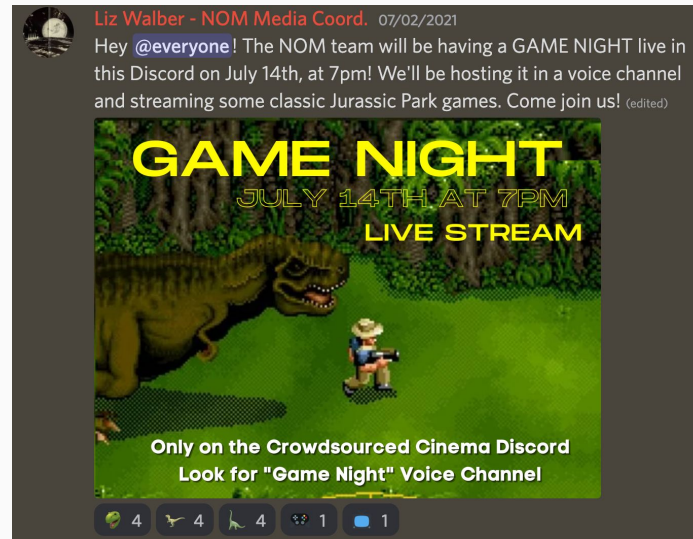 Liz Walber - NOM Media Coord. 07/02/2021
Hey @everyone! The NOM team will be having a GAME NIGHT live in
this Discord on July 14th, at 7pm! We'll be hosting it in a voice channel
and streaming some classic Jurassic Park games. Come join us! (edited)
GAME NIGHT
JULY 14TH AT 7PM
LIVE STREAM
Only on the Crowdsourced Cinema Discord
Look for "Game Night" Voice Channel
4 4 4 1 1